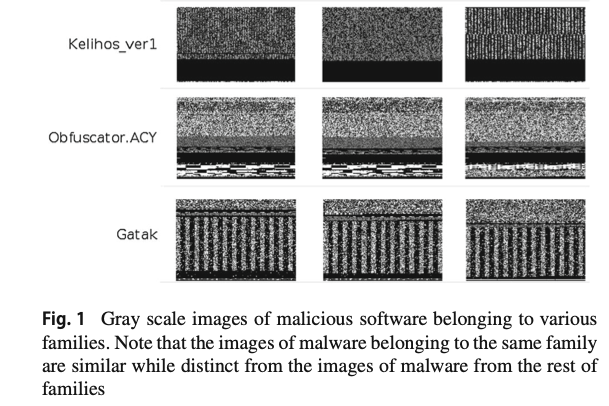 Kelihos_ver1
Obfuscator.ACY
Gatak
Fig. 1 Gray scale images of malicious software belonging to various
families. Note that the images of malware belonging to the same family
are similar while distinct from the images of malware from the rest of
families